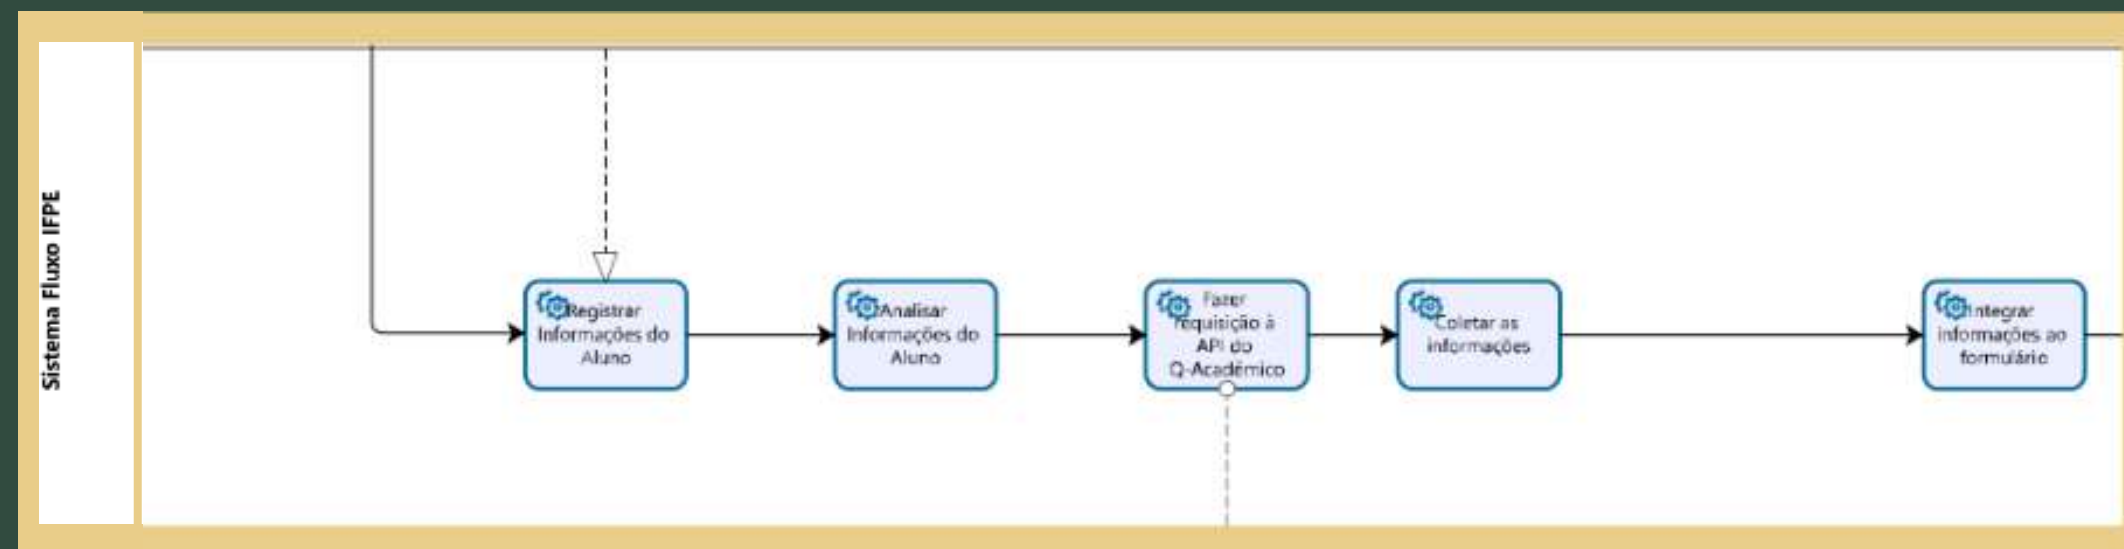 Sistema Fluxo IFPE
Registrar
Informações do
Aluno
Analisar
Informações do
Aluno
Fazer
requisição à
API do
Q-Acadêmico
Coletar as
informações
Integrar
informações ao
formulário